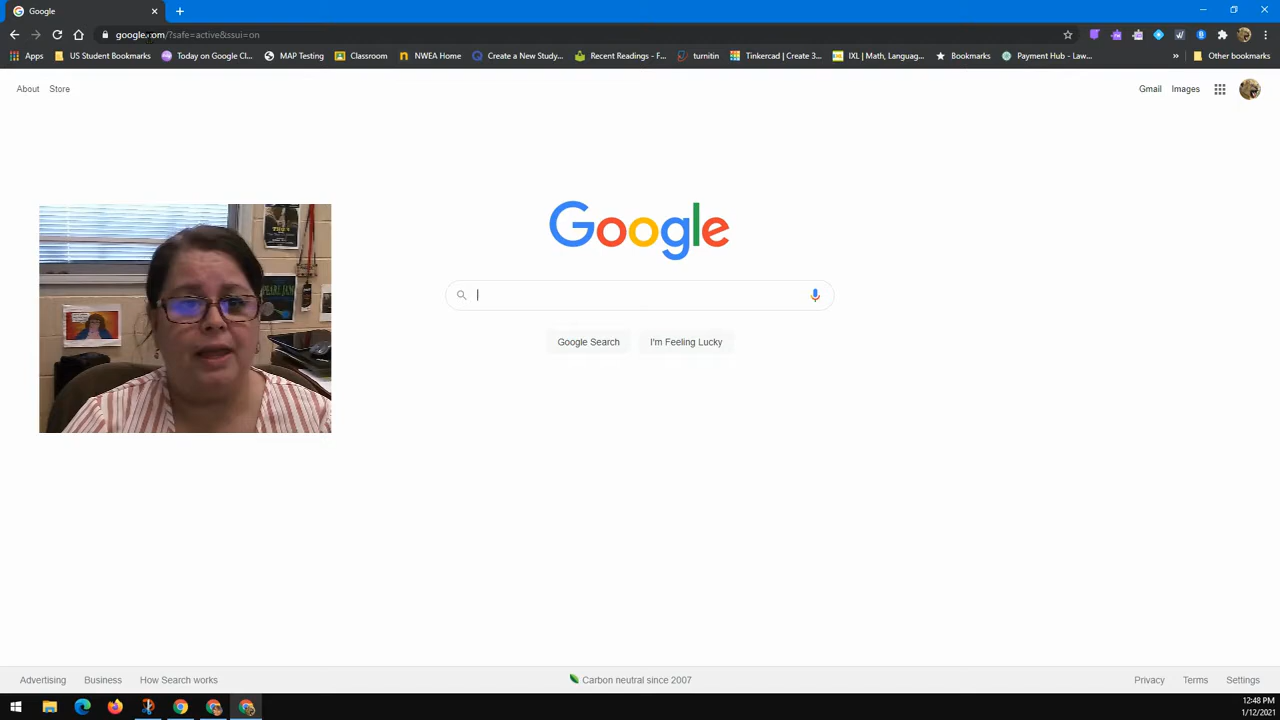 Google
google.com/?safe=active&ssui=on
Apps US Student Bookmarks Today on Google Cl... MAP Testing Classroom NWEA Home Create a New Study... Recent Readings - F... turnitin Tinkercad | Create 3... IXL | Math, Languag... Bookmarks Payment Hub - Law... » Other bookmarks
About Store Gmail Images
Google
Google Search I'm Feeling Lucky
Advertising Business How Search works Carbon neutral since 2007 Privacy Terms Settings
12:48 PM
1/12/2021